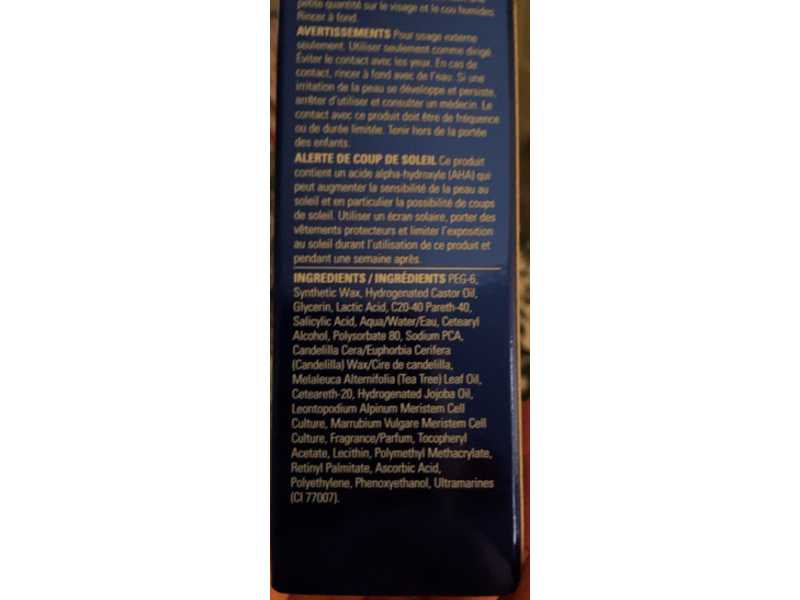 petite quantité sur le visage et le cou humides.
Rincer à fond.
AVERTISSEMENTS Pour usage externe
seulement. Utiliser seulement comme dirigé.
Éviter le contact avec les yeux. En cas de
contact, rincer à fond avec de l'eau. Si une
irritation de la peau se développe et persiste,
arrêter d'utiliser et consulter un médecin. Le
contact avec ce produit doit être de fréquence
ou de durée limitée. Tenir hors de la portée
des enfants.
ALERTE DE COUP DE SOLEIL Ce produit
contient un acide alpha-hydroxyle (AHA) qui
peut augmenter la sensibilité de la peau au
soleil et en particulier la possibilité de coups
de soleil. Utiliser un écran solaire, porter des
vêtements protecteurs et limiter l'exposition
au soleil durant l'utilisation de ce produit et
pendant une semaine après.
INGREDIENTS / INGRÉDIENTS PEG-6,
Synthetic Wax, Hydrogenated Castor Oil,
Glycerin, Lactic Acid, C20-40 Pareth-40,
Salicylic Acid, Aqua/Water/Eau, Cetearyl
Alcohol, Polysorbate 80, Sodium PCA,
Candelilla Cera/Euphorbia Cerifera
(Candelilla) Wax/Cire de candelilla,
Melaleuca Alternifolia (Tea Tree) Leaf Oil,
Ceteareth-20, Hydrogenated Jojoba Oil,
Leontopodium Alpinum Meristem Cell
Culture, Marrubium Vulgare Meristem Cell
Culture, Fragrance/Parfum, Tocopheryl
Acetate, Lecithin, Polymethyl Methacrylate,
Retinyl Palmitate, Ascorbic Acid,
Polyethylene, Phenoxyethanol, Ultramarines
(CI 77007).